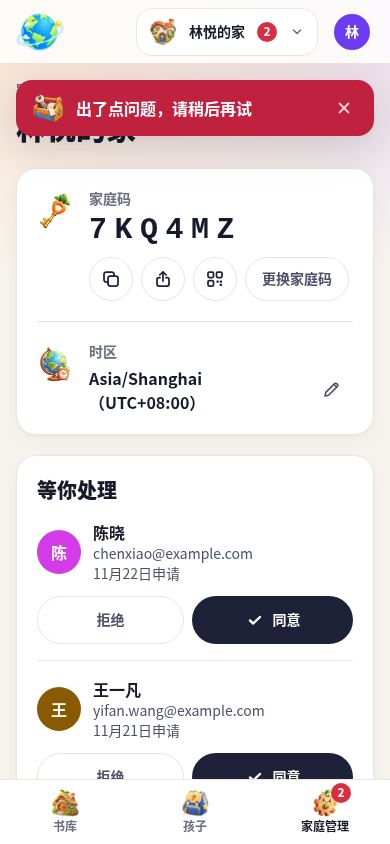 林悦的家
2
林
出了点问题，请稍后再试
林悦的家
家庭码
7KQ4MZ
更换家庭码
时区
Asia/Shanghai
（UTC+08:00）
等你处理
陈
陈晓
chenxiao@example.com
11月22日申请
拒绝
同意
王
王一凡
yifan.wang@example.com
11月21日申请
拒绝
同意
书库
孩子
2
家庭管理